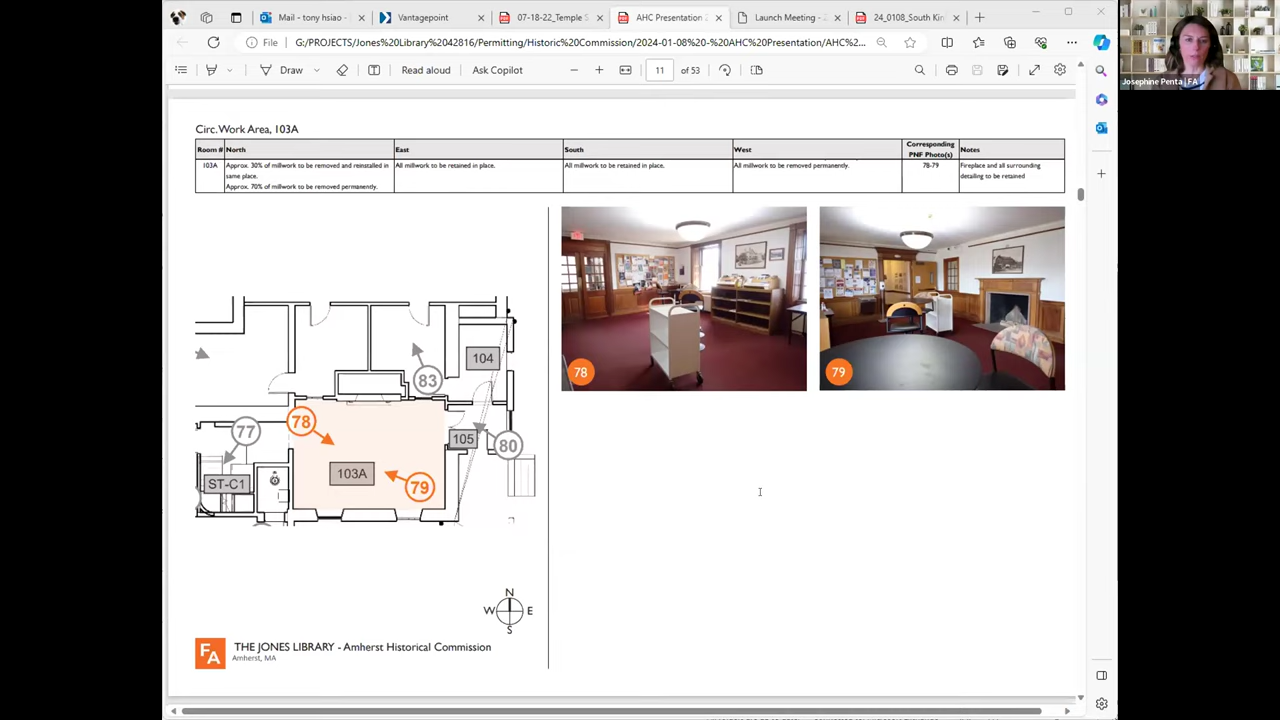 Mail - tony hsiao -
Vantagepoint
07-18-22_Temple S
AHC Presentation 2
Launch Meeting - 2
24_0108_South Kin
File
G:/PROJECTS/Jones%20Library%2042816/Permitting/Historic%20Commission/2024-01-08%20-%20AHC%20Presentation/AHC%...
Draw
Read aloud
Ask Copilot
11 of 53
Josephine Penta , FA
Circ. Work Area, 103A
Room #
North
East
South
West
Corresponding
PNF Photo(s)
Notes
103A
Approx. 30% of millwork to be removed and reinstalled in
same place.
Approx. 70% of millwork to be removed permanently.
All millwork to be retained in place.
All millwork to be retained in place.
All millwork to be removed permanently.
78-79
Fireplace and all surrounding
detailing to be retained
78
79
104
83
78
77
105
80
103A
79
ST-C1
N
W E
S
FA
THE JONES LIBRARY - Amherst Historical Commission
Amherst, MA